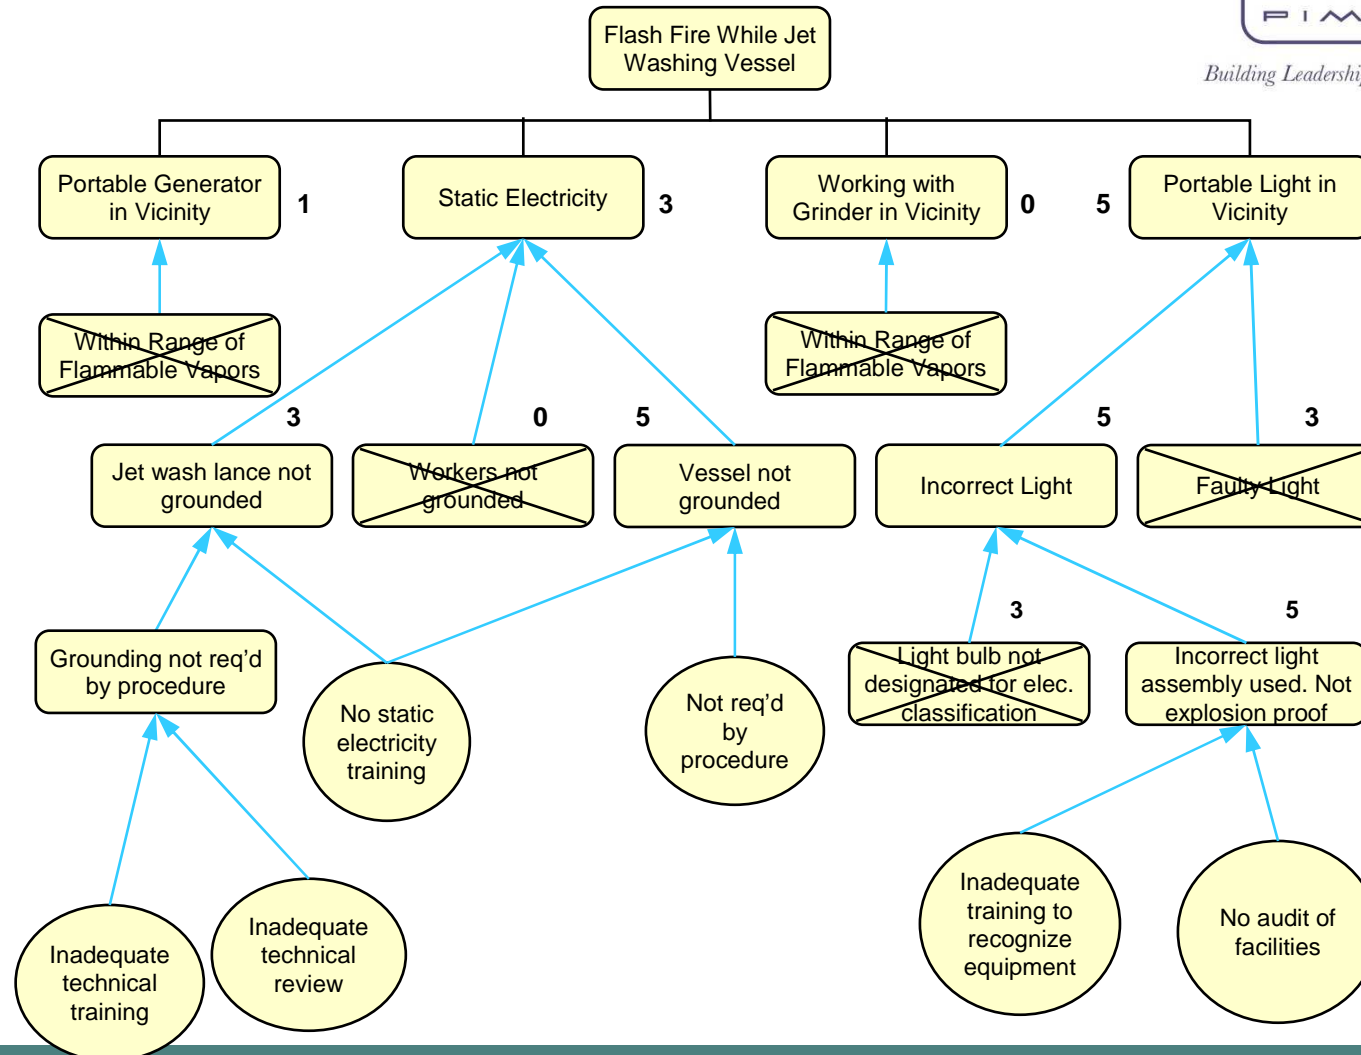 PIM
Building Leadershi
Flash Fire While Jet
Washing Vessel
Portable Generator
in Vicinity
1
Static Electricity
3
Working with
Grinder in Vicinity
0
5
Portable Light in
Vicinity
Within Range of
Flammable Vapors
Within Range of
Flammable Vapors
3
0
5
5
3
Jet wash lance not
grounded
Workers not
grounded
Vessel not
grounded
Incorrect Light
Faulty Light
3
5
Grounding not req’d
by procedure
No static
electricity
training
Not req’d
by
procedure
Light bulb not
designated for elec.
classification
Incorrect light
assembly used. Not
explosion proof
Inadequate
technical
training
Inadequate
technical
review
Inadequate
training to
recognize
equipment
No audit of
facilities